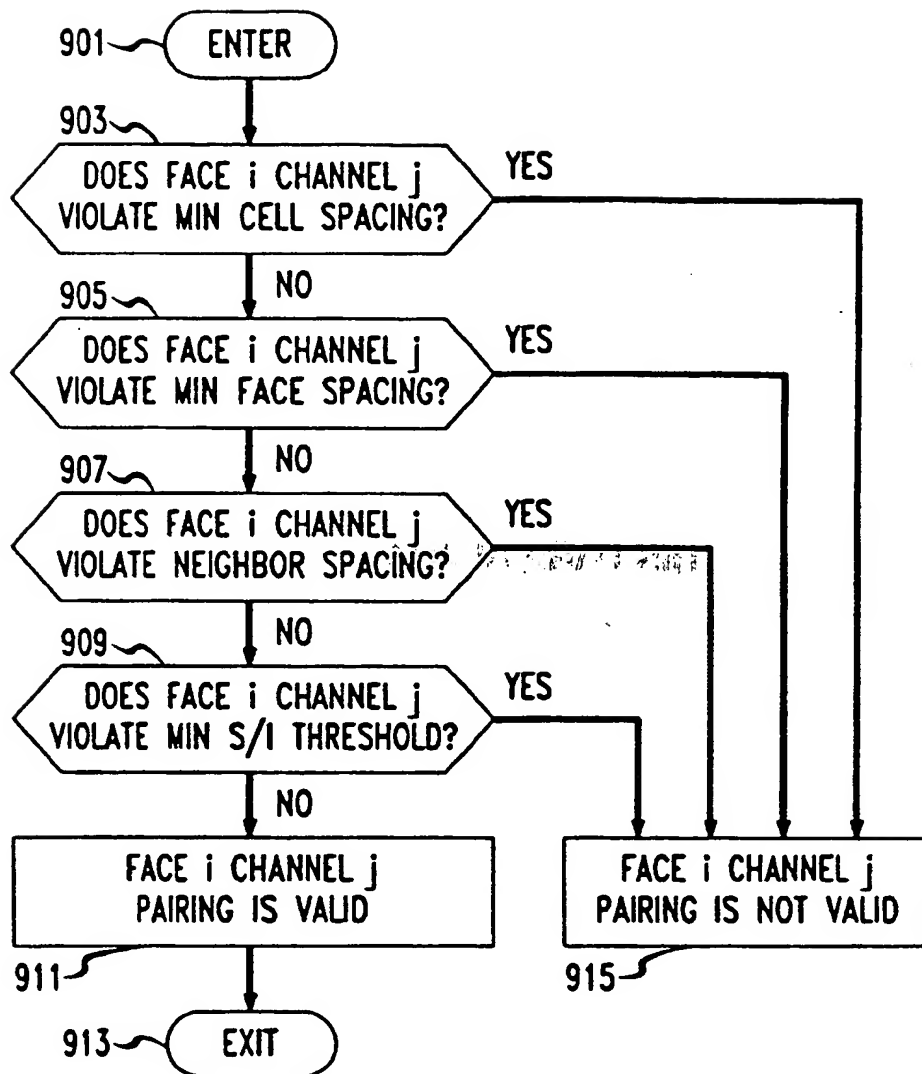 901
ENTER
903
DOES FACE i CHANNEL j
VIOLATE MIN CELL SPACING?
YES
NO
905
DOES FACE i CHANNEL j
VIOLATE MIN FACE SPACING?
YES
NO
907
DOES FACE i CHANNEL j
VIOLATE NEIGHBOR SPACING?
YES
NO
909
DOES FACE i CHANNEL j
VIOLATE MIN S/I THRESHOLD?
YES
NO
FACE i CHANNEL j
PAIRING IS VALID
911
FACE i CHANNEL j
PAIRING IS NOT VALID
915
913
EXIT